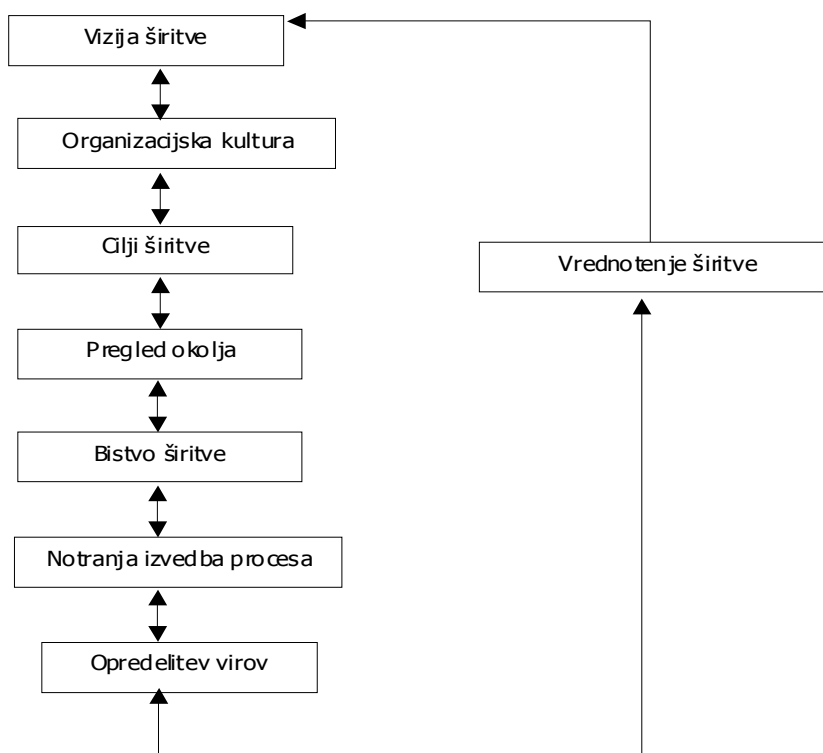 Vizija širitve
Organizacijska kultura
Cilji širitve
Vrednotenje širitve
Pregled okolja
Bistvo širitve
Notranja izvedba procesa
Opredelitev virov